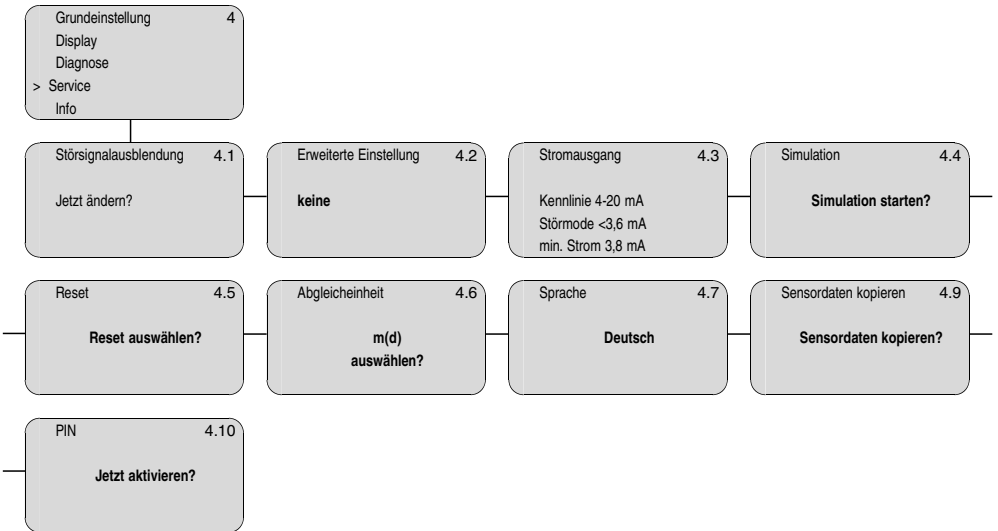 Grundeinstellung 4
Display
Diagnose
> Service
Info
Störsignalausblendung 4.1
Jetzt ändern?
Erweiterte Einstellung 4.2
keine
Stromausgang 4.3
Kennlinie 4-20 mA
Störmode <3,6 mA
min. Strom 3,8 mA
Simulation 4.4
Simulation starten?
Reset 4.5
Reset auswählen?
Abgleicheinheit 4.6
m(d)
auswählen?
Sprache 4.7
Deutsch
Sensordaten kopieren 4.9
Sensordaten kopieren?
PIN 4.10
Jetzt aktivieren?